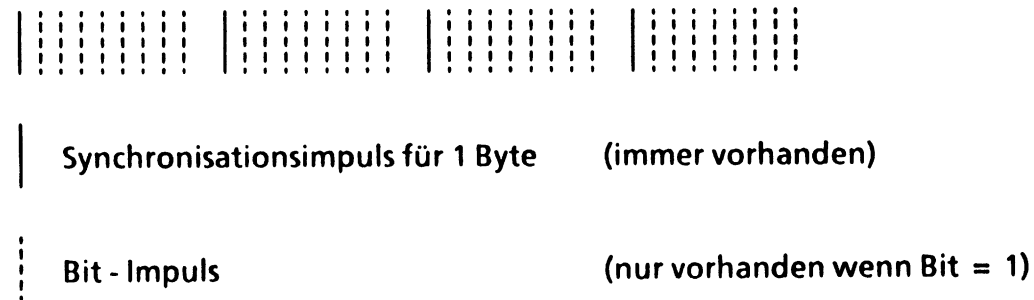 Synchronisationsimpuls für 1 Byte (immer vorhanden)
Bit - Impuls (nur vorhanden wenn Bit = 1)